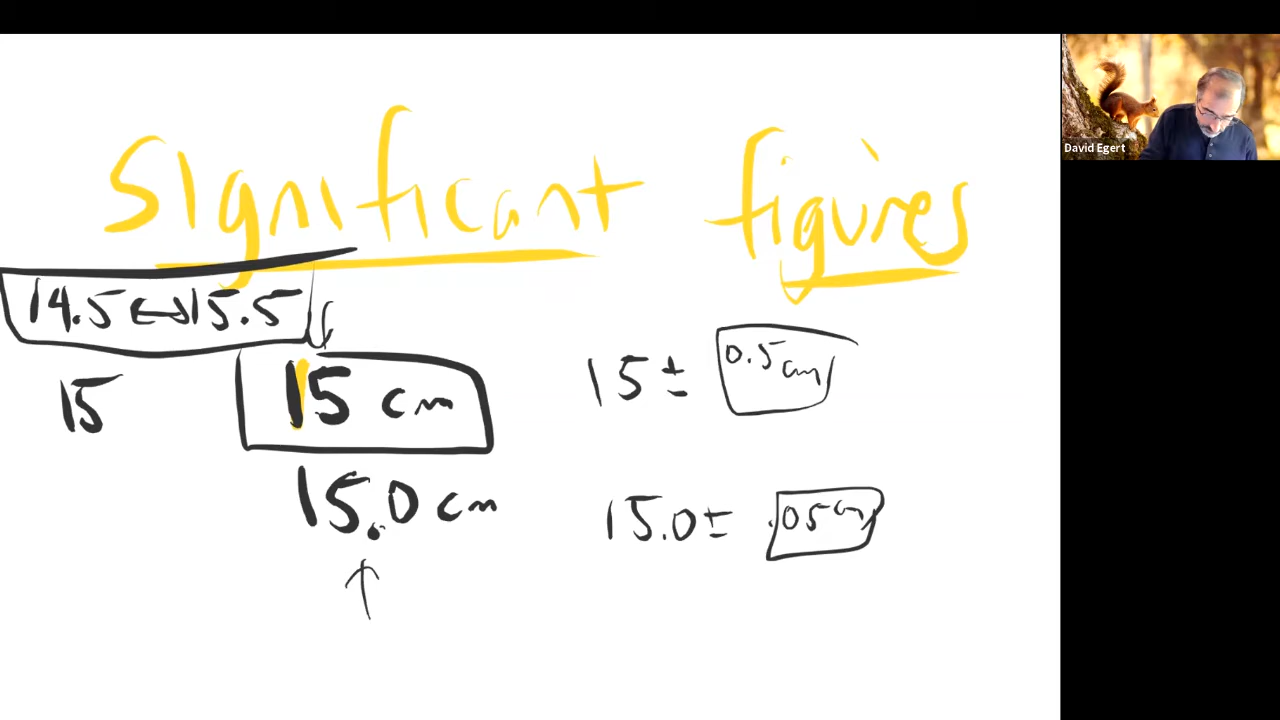 Significant figures
14.5 ↔ 15.5
15
15 cm
15 ± 0.5 cm
15.0 cm
15.0 ± .05 cm
David Egert